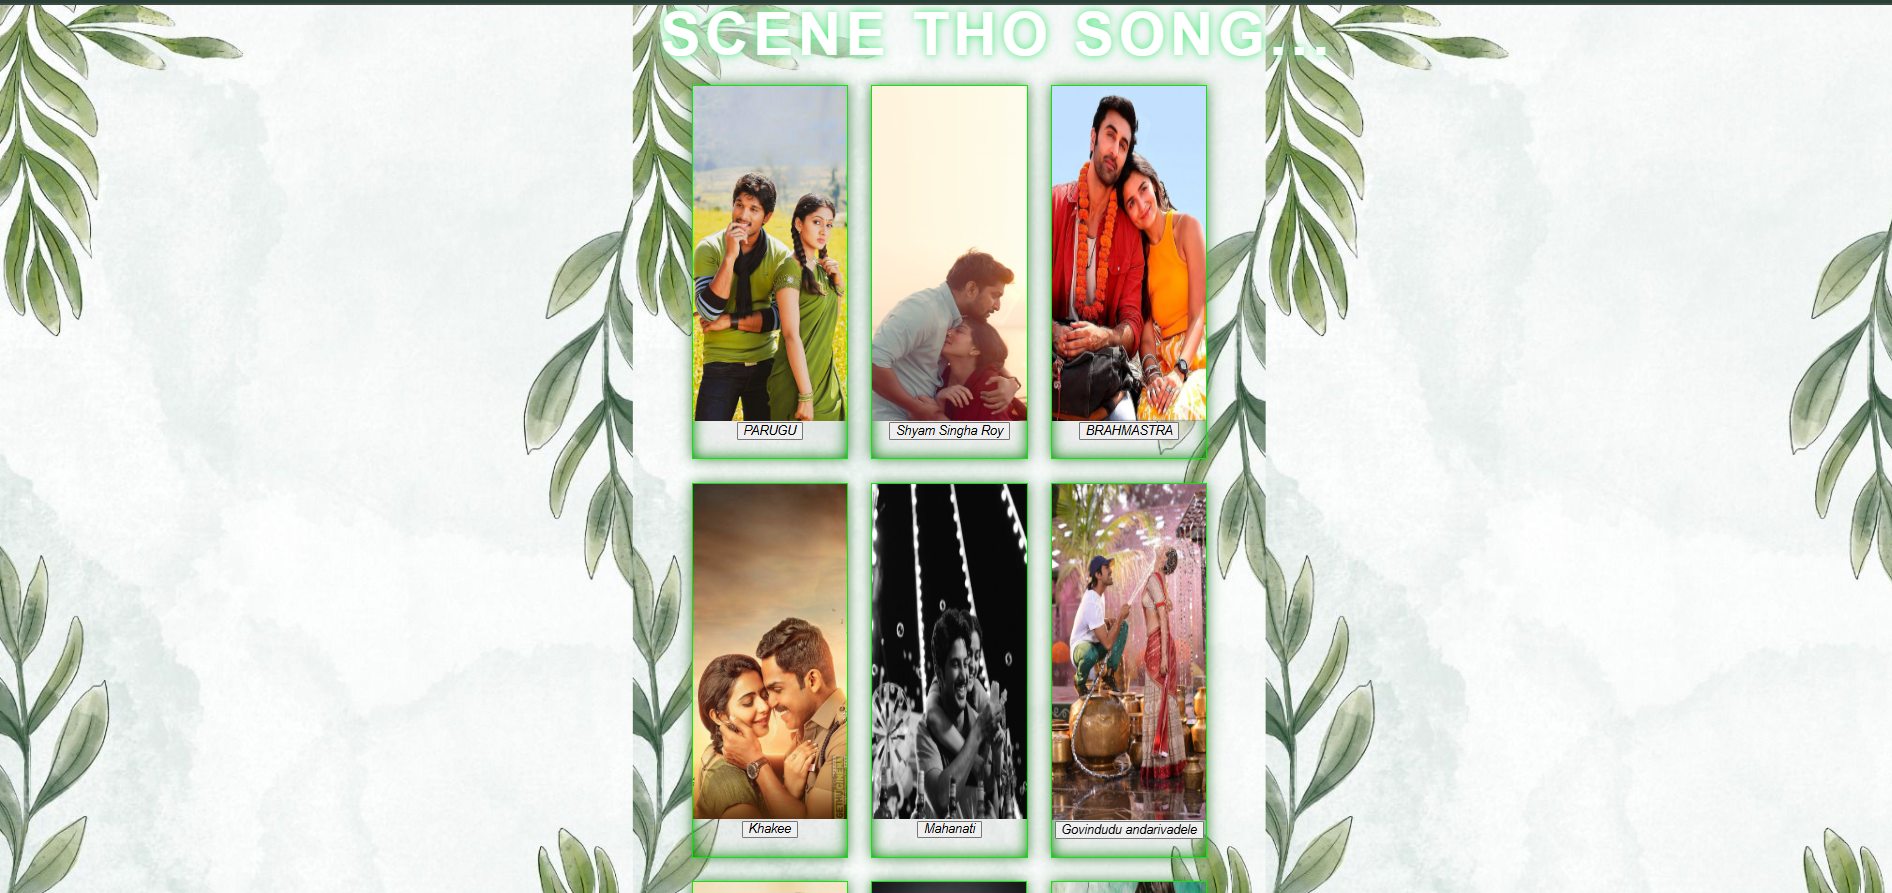 SCENE THO SONG...
PARUGU
Shyam Singha Roy
BRAHMASTRA
Khakee
Mahanati
Govindudu andarivadele